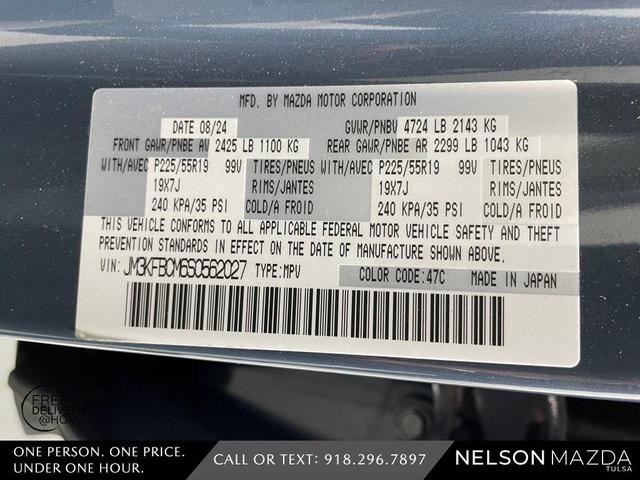 MFD. BY MAZDA MOTOR CORPORATION
DATE 08/24 GVWR/PNBV 4724 LB 2143 KG
FRONT GAWR/PNBE AV 2425 LB 1100 KG REAR GAWR/PNBE AR 2299 LB 1043 KG
WITH/AVEC P225/55R19 99V TIRES/PNEUS WITH/AVEC P225/55R19 99V TIRES/PNEUS
19X7J RIMS/JANTES 19X7J RIMS/JANTES
240 KPA/35 PSI COLD/A FROID 240 KPA/35 PSI COLD/A FROID
THIS VEHICLE CONFORMS TO ALL APPLICABLE FEDERAL MOTOR VEHICLE SAFETY AND THEFT
PREVENTION STANDARDS IN EFFECT ON THE DATE OF MANUFACTURE SHOWN ABOVE.
VIN: JM3KFBCM6S0562027 TYPE:MPV COLOR CODE:47C MADE IN JAPAN
FREE
DELIVERY
@HOME
ONE PERSON. ONE PRICE.
UNDER ONE HOUR.
CALL OR TEXT: 918.296.7897
NELSON MAZDA
TULSA